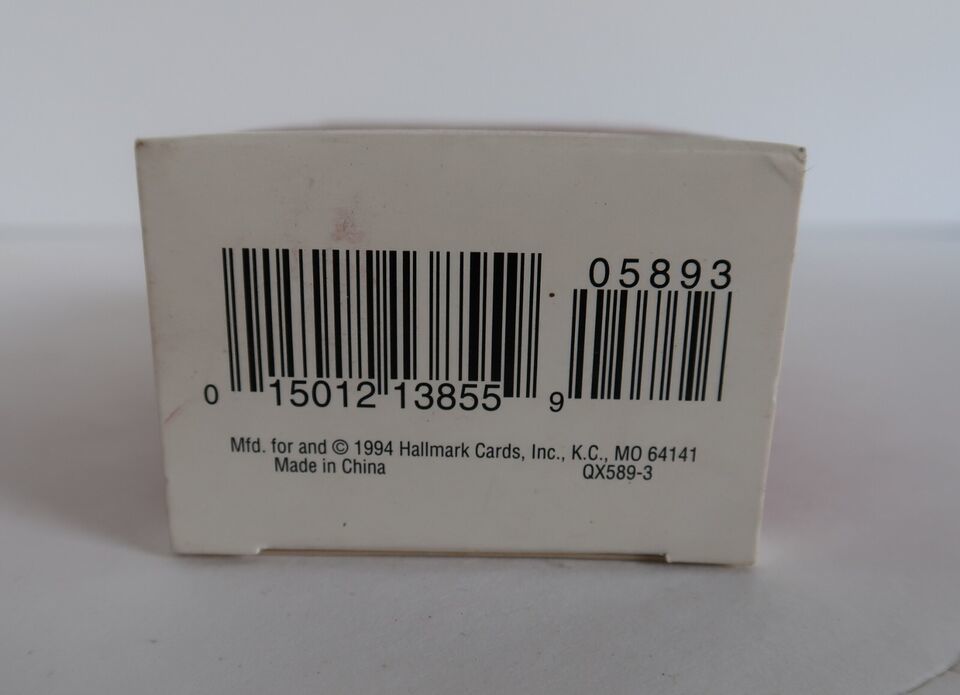 05893
0 15012 13855 9
Mfd. for and © 1994 Hallmark Cards, Inc., K.C., MO 64141
Made in China QX589-3